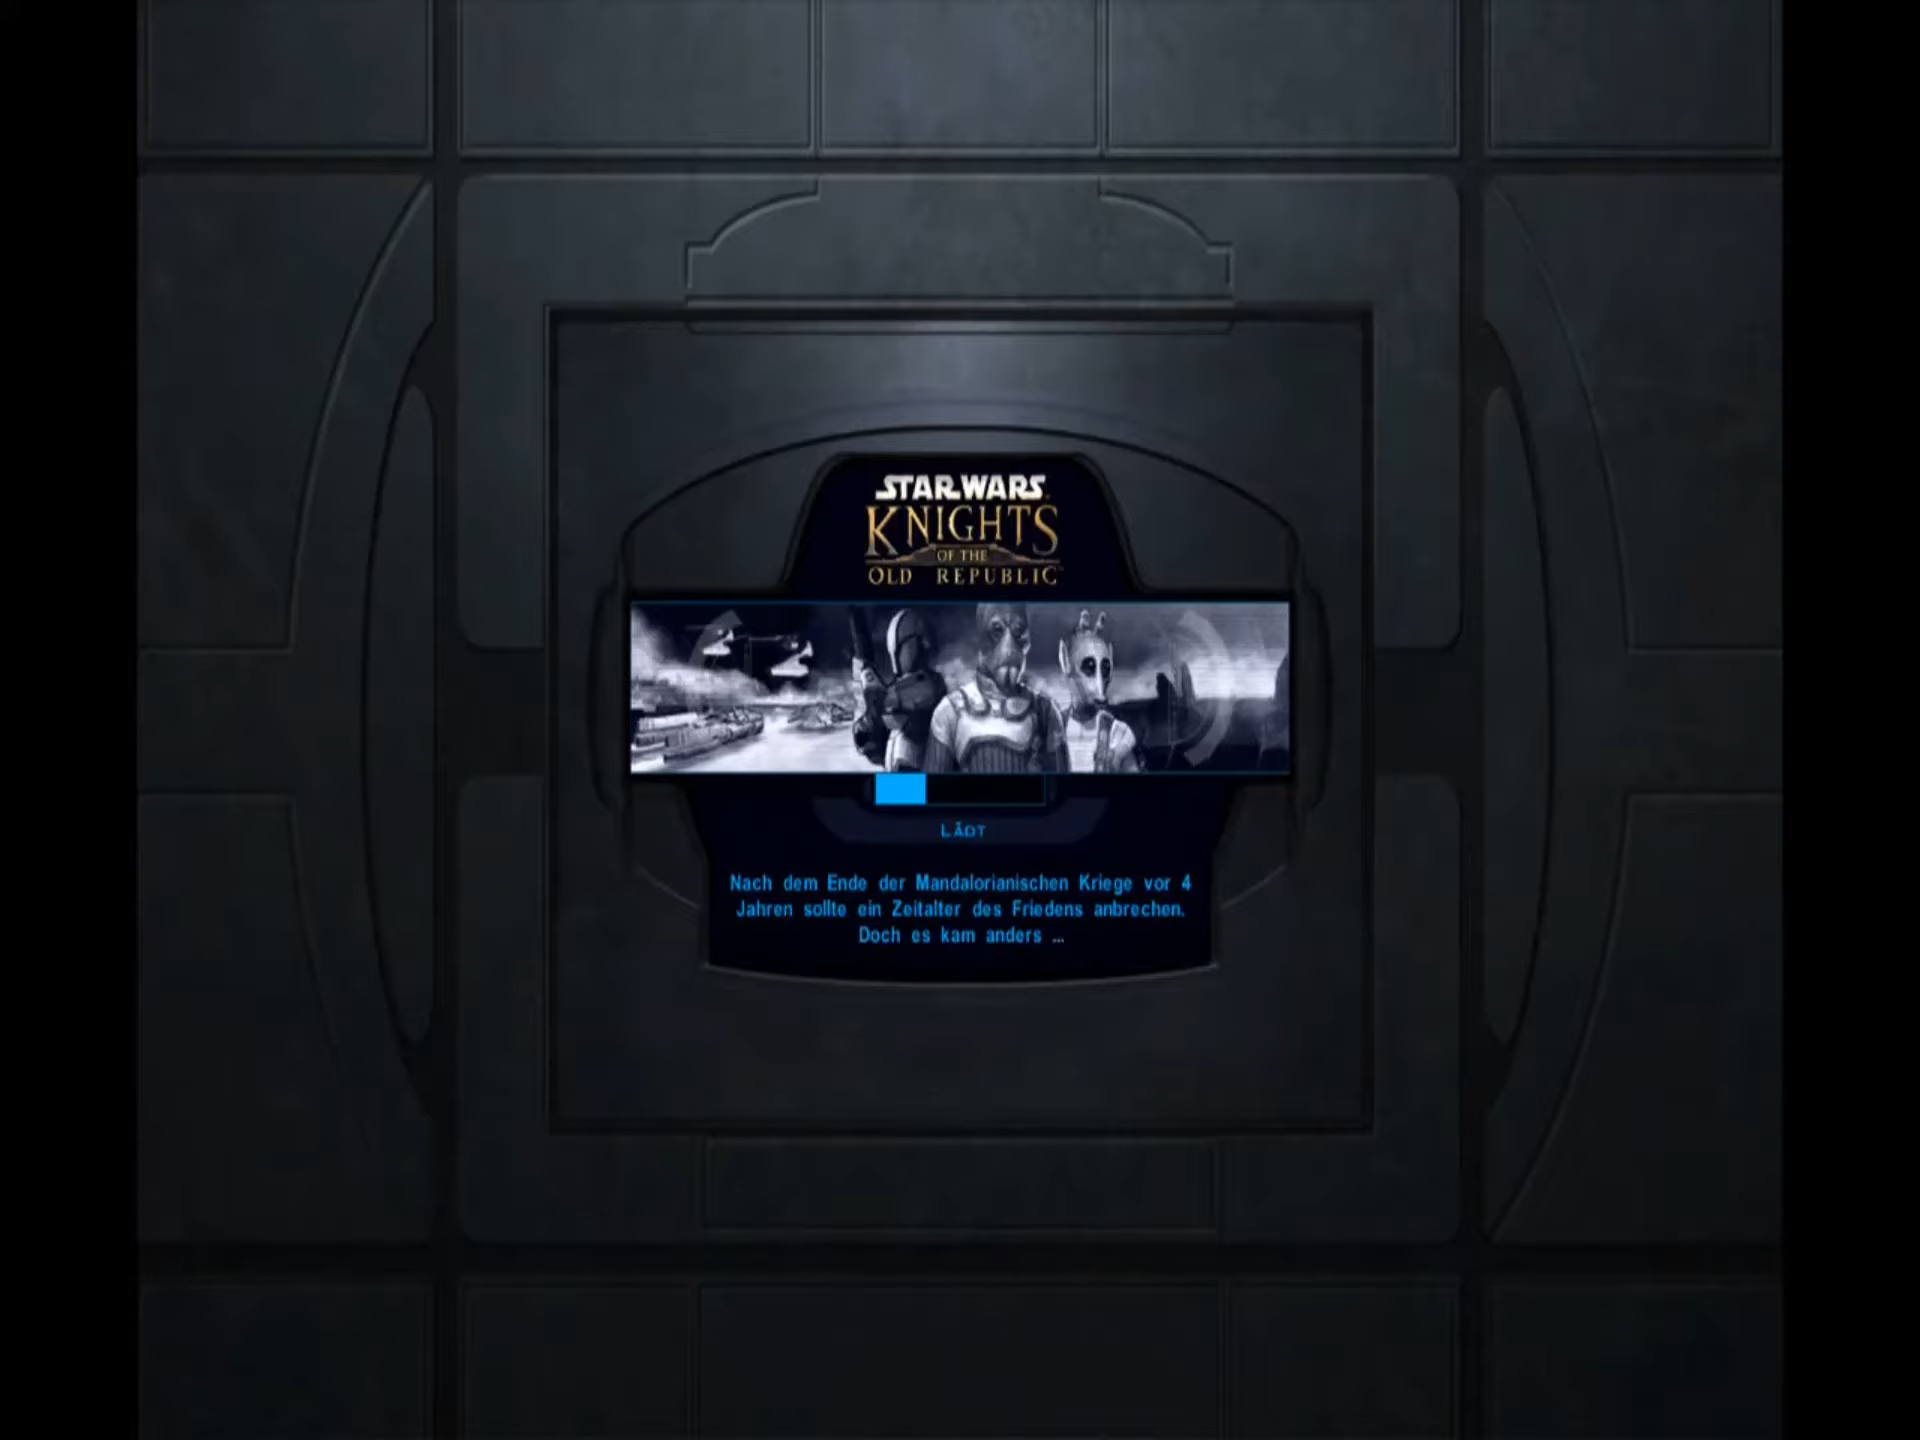 STAR WARS
KNIGHTS
OF THE
OLD REPUBLIC
LÄDT
Nach dem Ende der Mandalorianischen Kriege vor 4
Jahren sollte ein Zeitalter des Friedens anbrechen.
Doch es kam anders ...